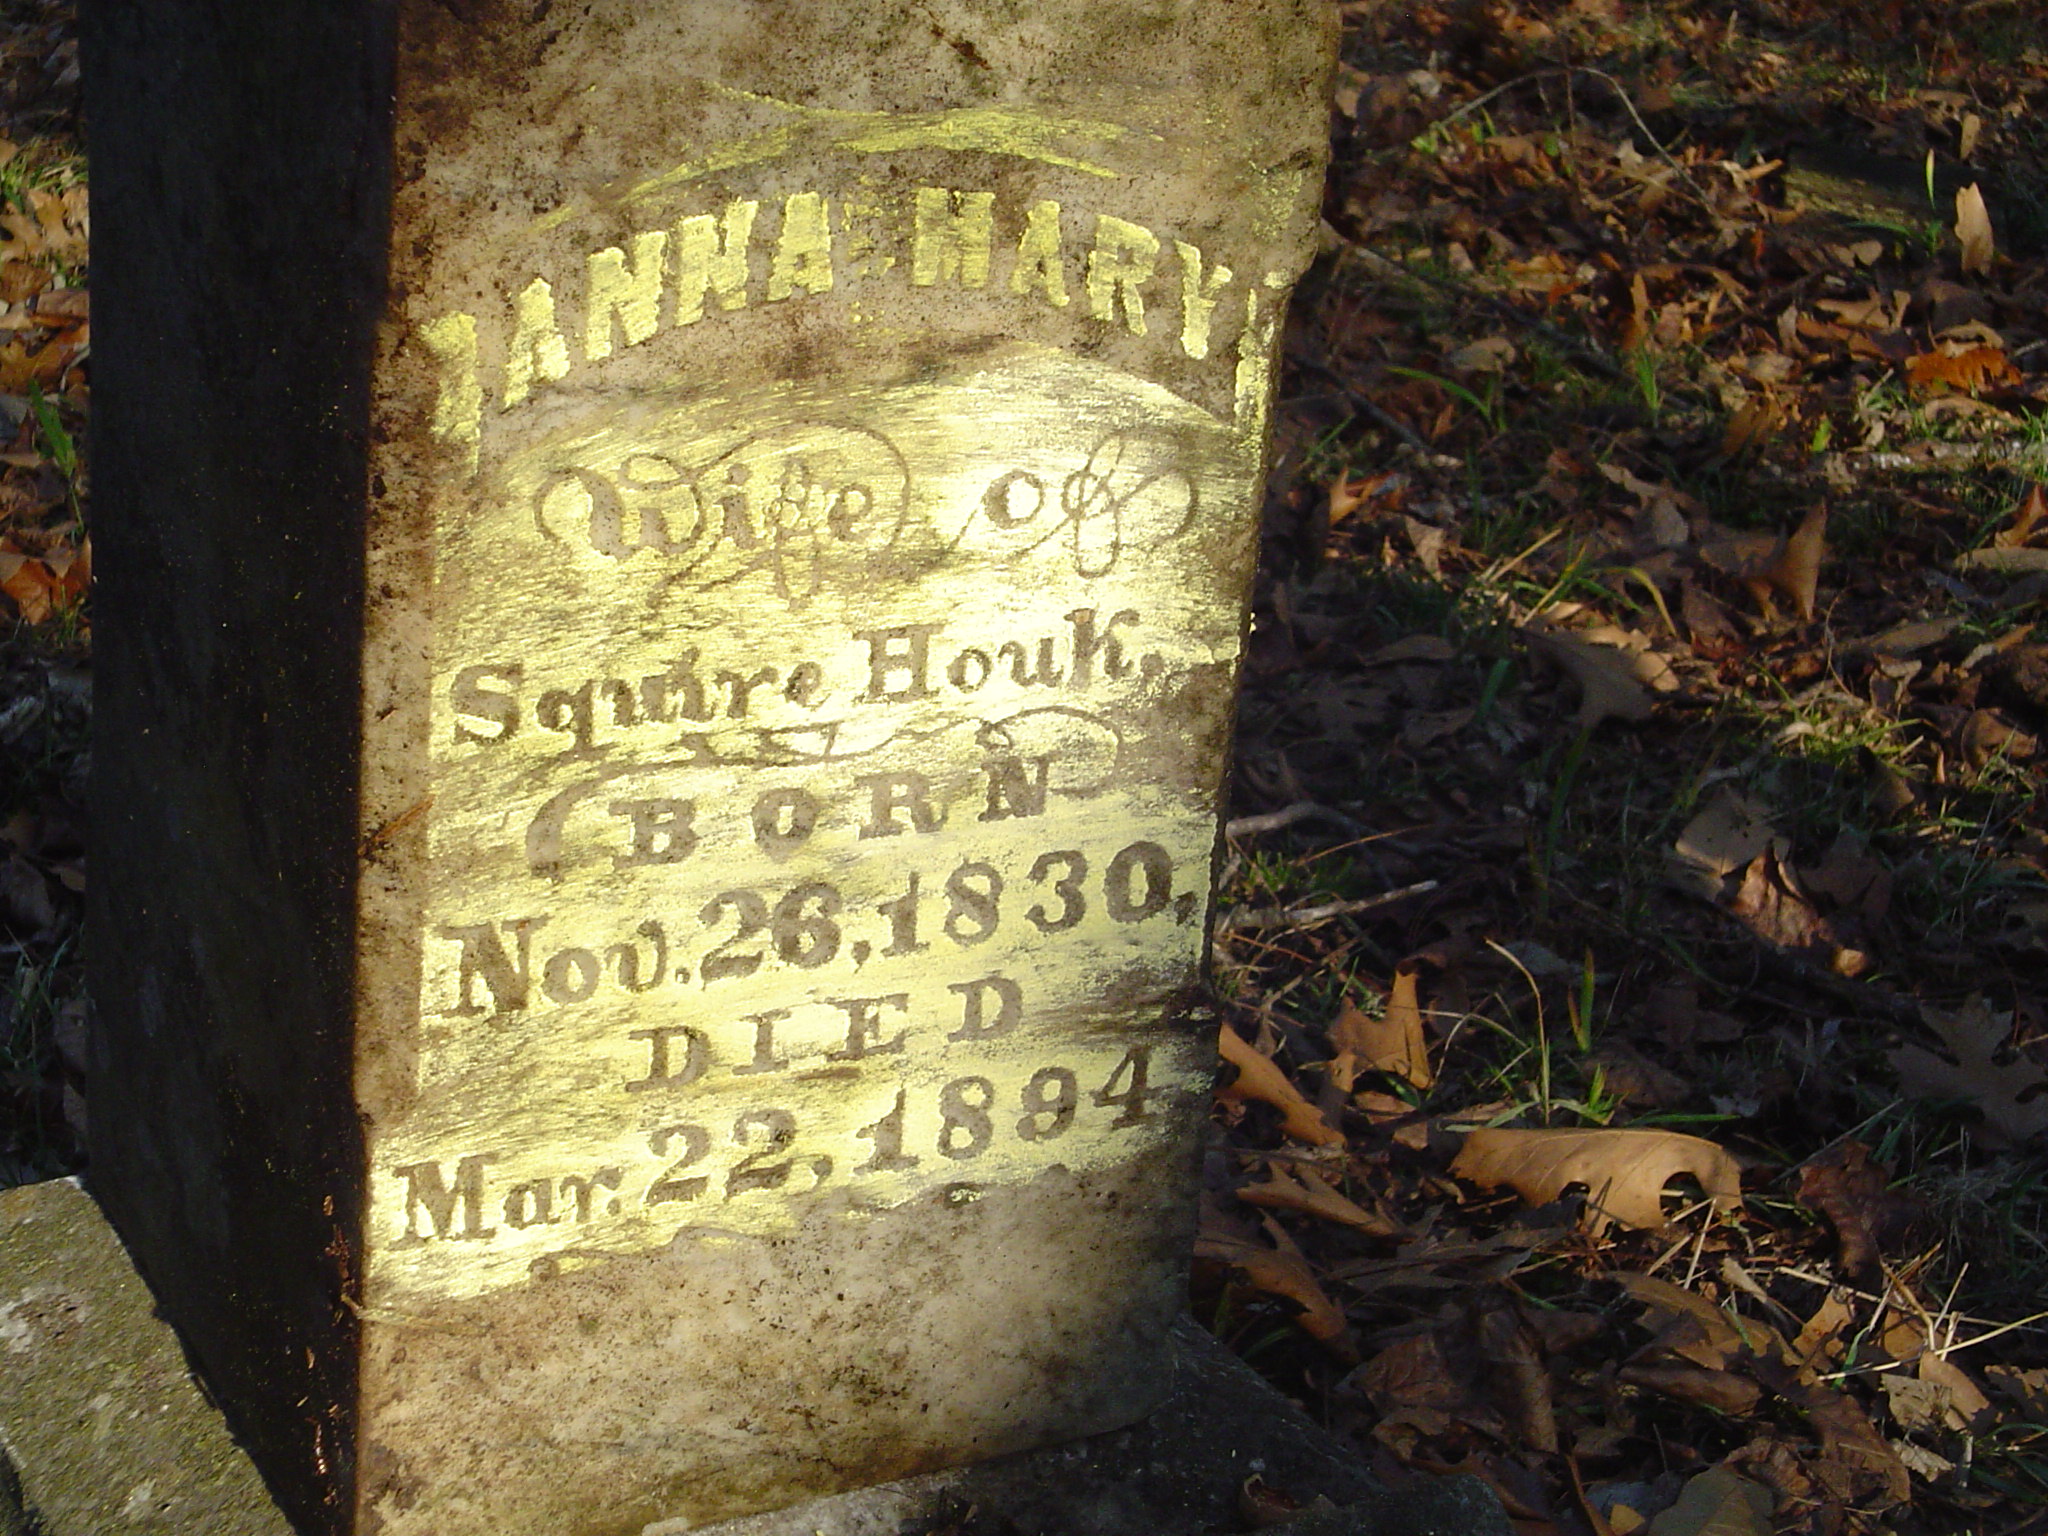 ANNA MARY
Wife of
Squire Houk.
BORN
Nov. 26, 1830,
DIED
Mar. 22, 1894